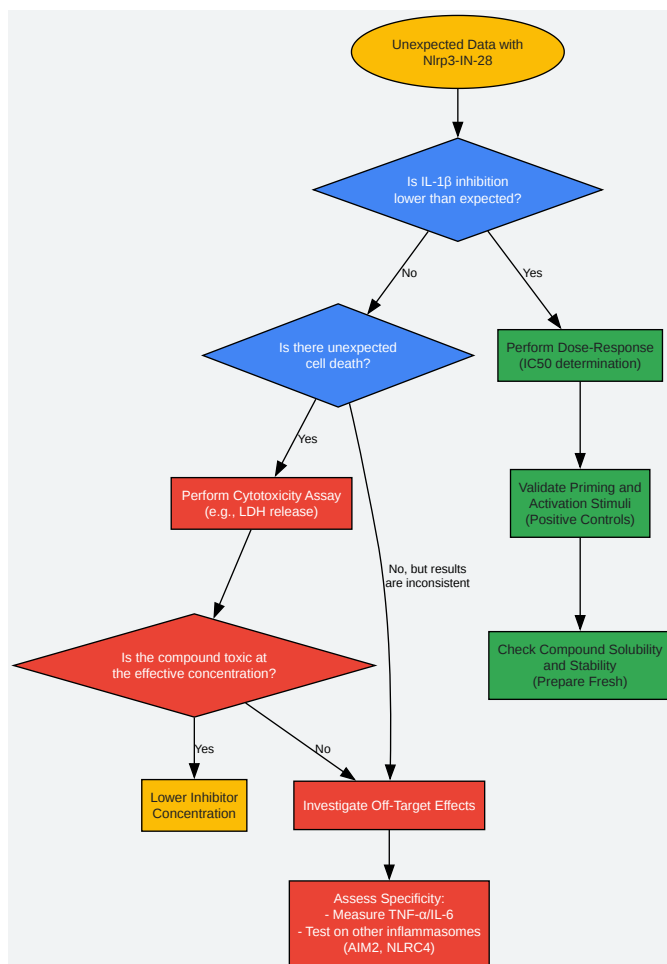 Unexpected Data with
Nlrp3-IN-28
Is IL-1β inhibition
lower than expected?
No
Yes
Is there unexpected
cell death?
Perform Dose-Response
(IC50 determination)
Yes
Perform Cytotoxicity Assay
(e.g., LDH release)
Validate Priming and
Activation Stimuli
(Positive Controls)
No, but results
are inconsistent
Is the compound toxic at
the effective concentration?
Check Compound Solubility
and Stability
(Prepare Fresh)
Yes
No
Lower Inhibitor
Concentration
Investigate Off-Target Effects
Assess Specificity:
- Measure TNF-α/IL-6
- Test on other inflammasomes
(AIM2, NLRC4)